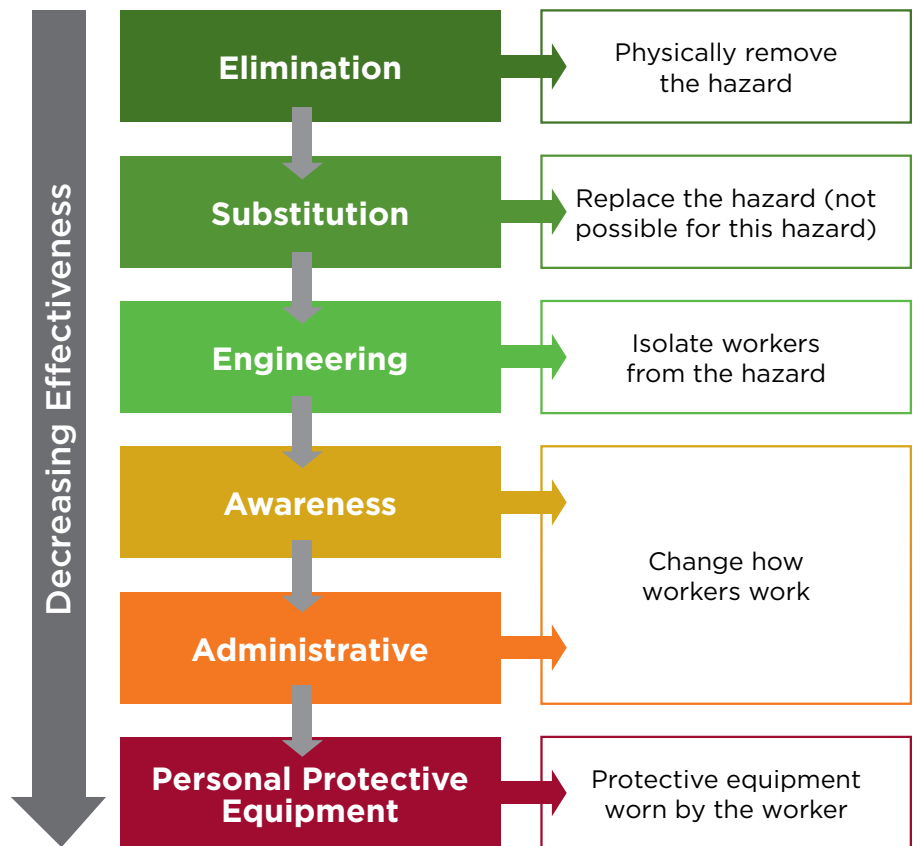 Decreasing Effectiveness
Elimination
Physically remove
the hazard
Substitution
Replace the hazard (not
possible for this hazard)
Engineering
Isolate workers
from the hazard
Awareness
Administrative
Change how
workers work
Personal Protective
Equipment
Protective equipment
worn by the worker